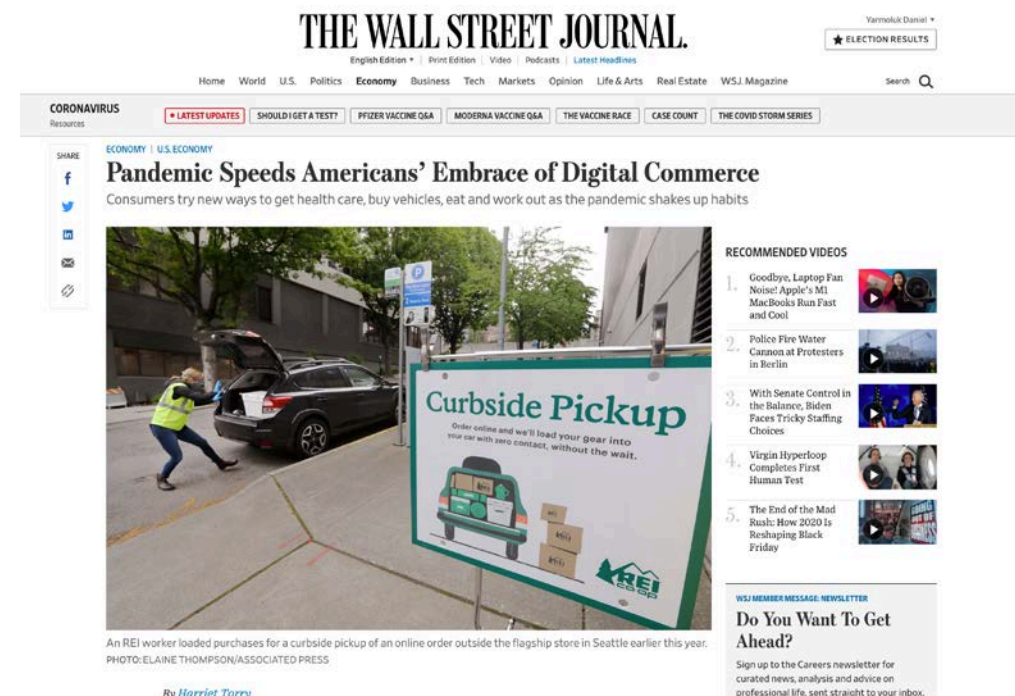 THE WALL STREET JOURNAL.
Yarmoluk Daniel
★ ELECTION RESULTS
English Edition | Print Edition | Video | Podcasts | Latest Headlines
Home World U.S. Politics Economy Business Tech Markets Opinion Life & Arts Real Estate WSJ. Magazine
Search
CORONAVIRUS
Resources
• LATEST UPDATES
SHOULD I GET A TEST?
PFIZER VACCINE Q&A
MODERNA VACCINE Q&A
THE VACCINE RACE
CASE COUNT
THE COVID STORM SERIES
SHARE
ECONOMY | U.S. ECONOMY
Pandemic Speeds Americans' Embrace of Digital Commerce
Consumers try new ways to get health care, buy vehicles, eat and work out as the pandemic shakes up habits
P
Curbside Pickup
Order online and we'll load your gear into
your car with zero contact, without the wait.
REI
REI
REI
REI
co·op
An REI worker loaded purchases for a curbside pickup of an online order outside the flagship store in Seattle earlier this year.
PHOTO: ELAINE THOMPSON/ASSOCIATED PRESS
By Harriet Torry
RECOMMENDED VIDEOS
1. Goodbye, Laptop Fan
Noise! Apple's M1
MacBooks Run Fast
and Cool
2. Police Fire Water
Cannon at Protesters
in Berlin
3. With Senate Control in
the Balance, Biden
Faces Tricky Staffing
Choices
4. Virgin Hyperloop
Completes First
Human Test
5. The End of the Mad
Rush: How 2020 Is
Reshaping Black
Friday
WSJ MEMBER MESSAGE: NEWSLETTER
Do You Want To Get
Ahead?
Sign up to the Careers newsletter for
curated news, analysis and advice on
professional life, sent straight to your inbox.